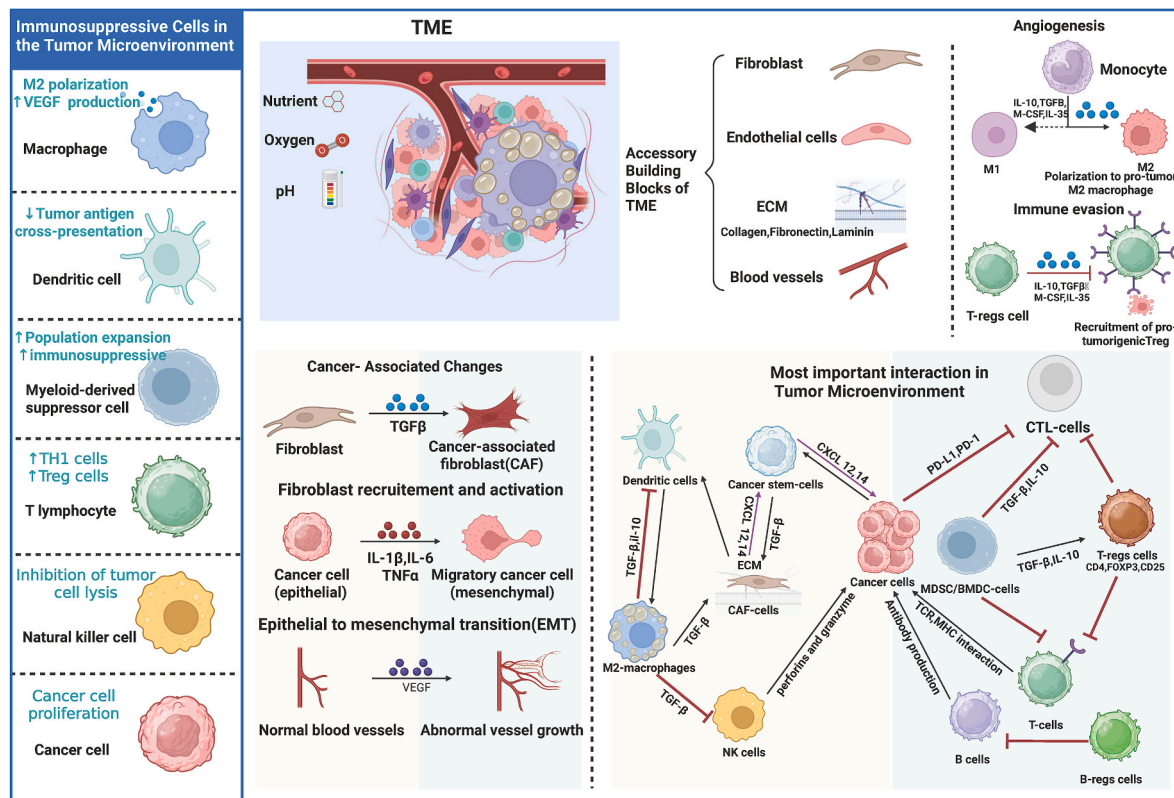 Immunosuppressive Cells in
the Tumor Microenvironment
M2 polarization
↑VEGF production
Macrophage
↓Tumor antigen
cross-presentation
Dendritic cell
↑Population expansion
↑immunosuppressive
Myeloid-derived
suppressor cell
↑TH1 cells
↑Treg cells
T lymphocyte
Inhibition of tumor
cell lysis
Natural killer cell
Cancer cell
proliferation
Cancer cell
TME
Nutrient
Oxygen
pH
Accessory
Building
Blocks of
TME
Fibroblast
Endothelial cells
ECM
Collagen,Fibronectin,Laminin
Blood vessels
Angiogenesis
Monocyte
IL-10,TGFB,
M-CSF,IL-35
M1
M2
Polarization to pro-tumor
M2 macrophage
Immune evasion
IL-10,TGFβ
M-CSF,IL-35
T-regs cell
Recruitment of pro-
tumorigenicTreg
Cancer- Associated Changes
TGFβ
Fibroblast
Cancer-associated
fibroblast(CAF)
Fibroblast recruitement and activation
IL-1β,IL-6
TNFα
Cancer cell
(epithelial)
Migratory cancer cell
(mesenchymal)
Epithelial to mesenchymal transition(EMT)
VEGF
Normal blood vessels
Abnormal vessel growth
Most important interaction in
Tumor Microenvironment
CTL-cells
Dendritic cells
Cancer stem-cells
CXCL 12,14
PD-L1,PD-1
TGF-β,IL-10
TGF-β,il-10
CXCL 12,14
TGF-β
ECM
CAF-cells
TGF-β
M2-macrophages
TGF-β
NK cells
perforins and granzyme
Cancer cells
MDSC/BMDC-cells
TGF-β,IL-10
T-regs cells
CD4,FOXP3,CD25
Antibody production
TCR,MHC interaction
T-cells
B cells
B-regs cells